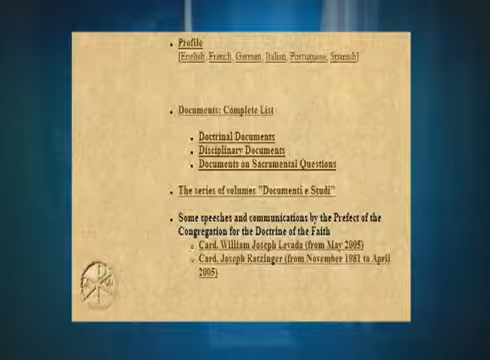 Profile
[English, French, German, Italian, Portuguese, Spanish]
Documents: Complete List
Doctrinal Documents
Disciplinary Documents
Documents on Sacramental Questions
The series of volumes "Documenti e Studi"
Some speeches and communications by the Prefect of the
Congregation for the Doctrine of the Faith
Card. William Joseph Levada (from May 2005)
Card. Joseph Ratzinger (from November 1981 to April
2005)